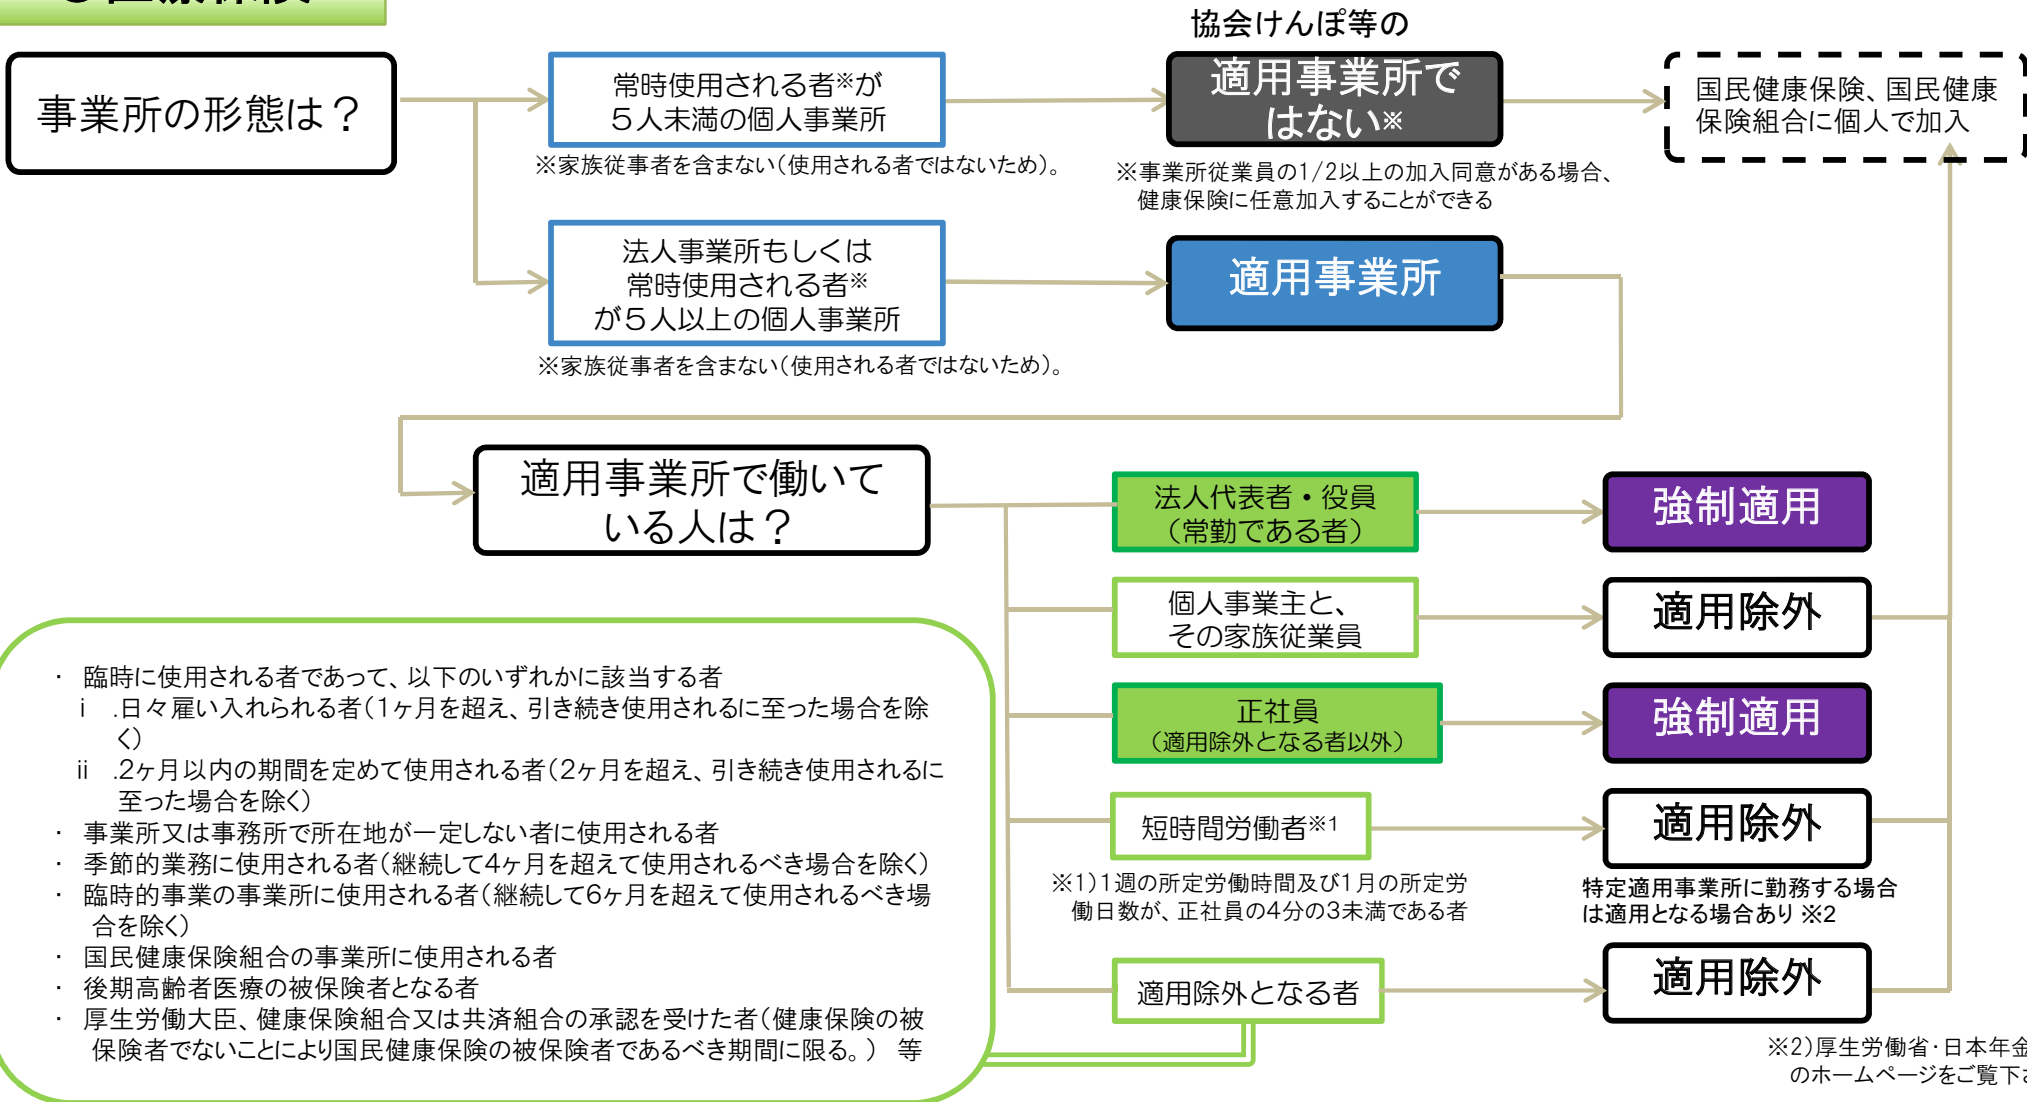 医療保険
協会けんぽ等の
事業所の形態は？
常時使用される者※が
５人未満の個人事業所
適用事業所で
はない※
国民健康保険、国民健康
保険組合に個人で加入
※家族従事者を含まない（使用される者ではないため）。
※事業所従業員の1/2以上の加入同意がある場合、
健康保険に任意加入することができる
法人事業所もしくは
常時使用される者※
が５人以上の個人事業所
適用事業所
※家族従事者を含まない（使用される者ではないため）。
適用事業所で働いて
いる人は？
法人代表者・役員
（常勤である者）
強制適用
個人事業主と、
その家族従業員
適用除外
正社員
（適用除外となる者以外）
強制適用
短時間労働者※1
適用除外
※1）1週の所定労働時間及び1月の所定労
働日数が、正社員の4分の3未満である者
特定適用事業所に勤務する場合
は適用となる場合あり ※2
適用除外となる者
適用除外
・ 臨時に使用される者であって、以下のいずれかに該当する者
ⅰ .日々雇い入れられる者（1ヶ月を超え、引き続き使用されるに至った場合を除
く）
ⅱ .2ヶ月以内の期間を定めて使用される者（2ヶ月を超え、引き続き使用されるに
至った場合を除く）
・ 事業所又は事務所で所在地が一定しない者に使用される者
・ 季節的業務に使用される者（継続して4ヶ月を超えて使用されるべき場合を除く）
・ 臨時的事業の事業所に使用される者（継続して6ヶ月を超えて使用されるべき場
合を除く）
・ 国民健康保険組合の事業所に使用される者
・ 後期高齢者医療の被保険者となる者
・ 厚生労働大臣、健康保険組合又は共済組合の承認を受けた者（健康保険の被
保険者でないことにより国民健康保険の被保険者であるべき期間に限る。） 等
※2）厚生労働省・日本年金
のホームページをご覧下